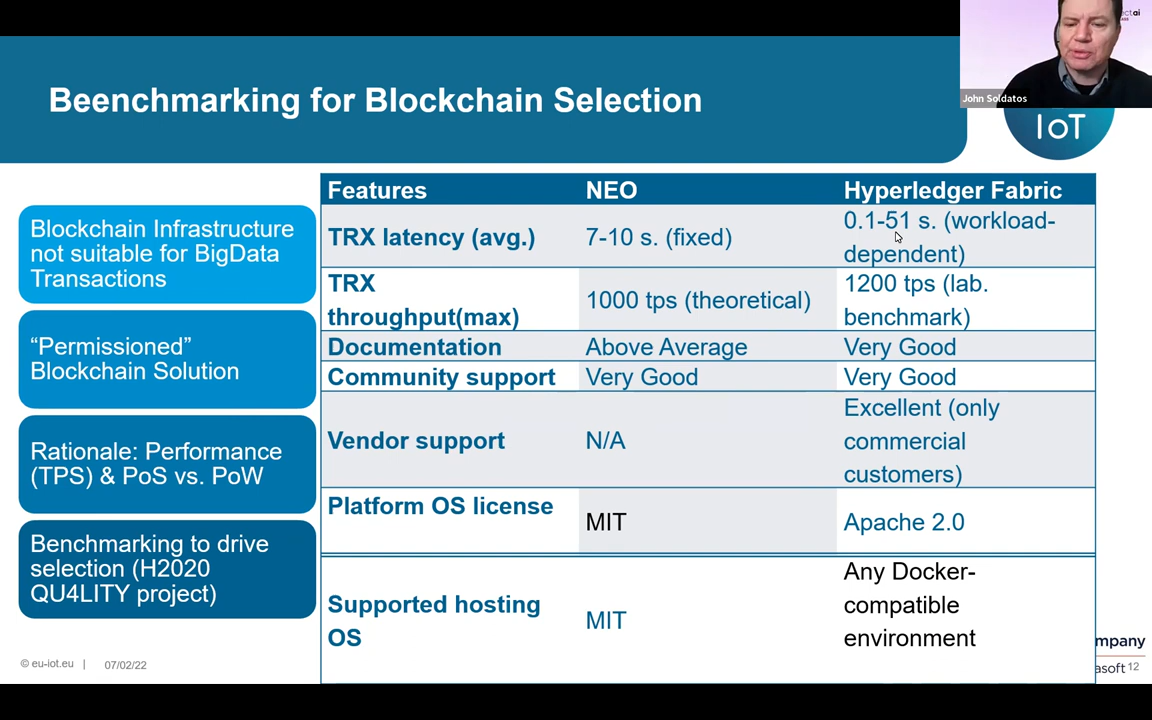 Beenchmarking for Blockchain Selection
John Soldatos
IoT
Blockchain Infrastructure
not suitable for BigData
Transactions
“Permissioned”
Blockchain Solution
Rationale: Performance
(TPS) & PoS vs. PoW
Benchmarking to drive
selection (H2020
QU4LITY project)
Features NEO Hyperledger Fabric
TRX latency (avg.) 7-10 s. (fixed) 0.1-51 s. (workload-
dependent)
TRX
throughput(max) 1000 tps (theoretical) 1200 tps (lab.
benchmark)
Documentation Above Average Very Good
Community support Very Good Very Good
Vendor support N/A Excellent (only
commercial
customers)
Platform OS license MIT Apache 2.0
Supported hosting
OS MIT Any Docker-
compatible
environment
© eu-iot.eu | 07/02/22
mpany
asoft 12